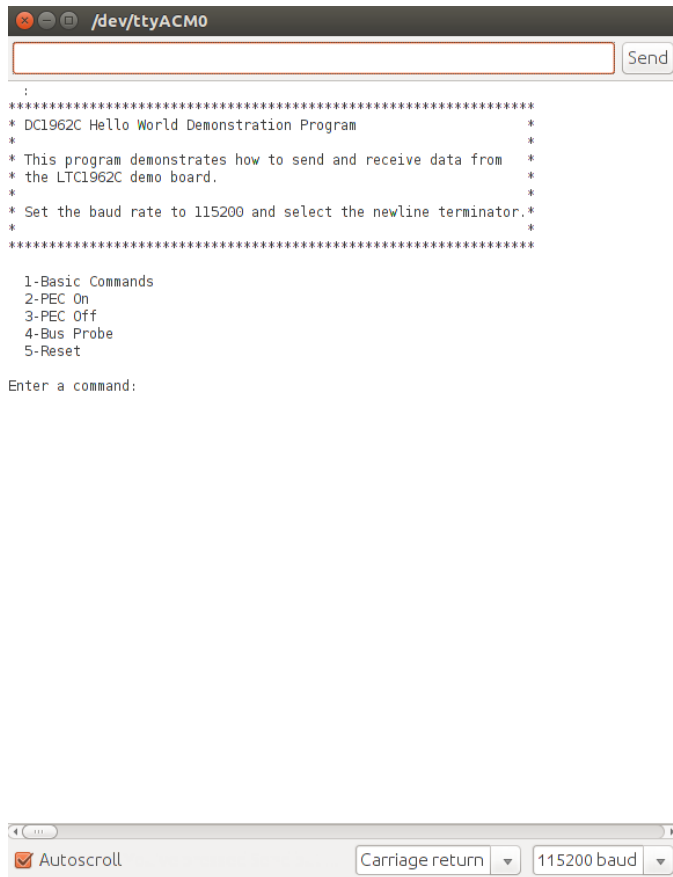 /dev/ttyACM0
Send
:
******************************************************************
* DC1962C Hello World Demonstration Program *
* *
* This program demonstrates how to send and receive data from *
* the LTC1962C demo board.
* *
* Set the baud rate to 115200 and select the newline terminator.*
* *
******************************************************************
1-Basic Commands
2-PEC On
3-PEC Off
4-Bus Probe
5-Reset
Enter a command:
Autoscroll
Carriage return
115200 baud